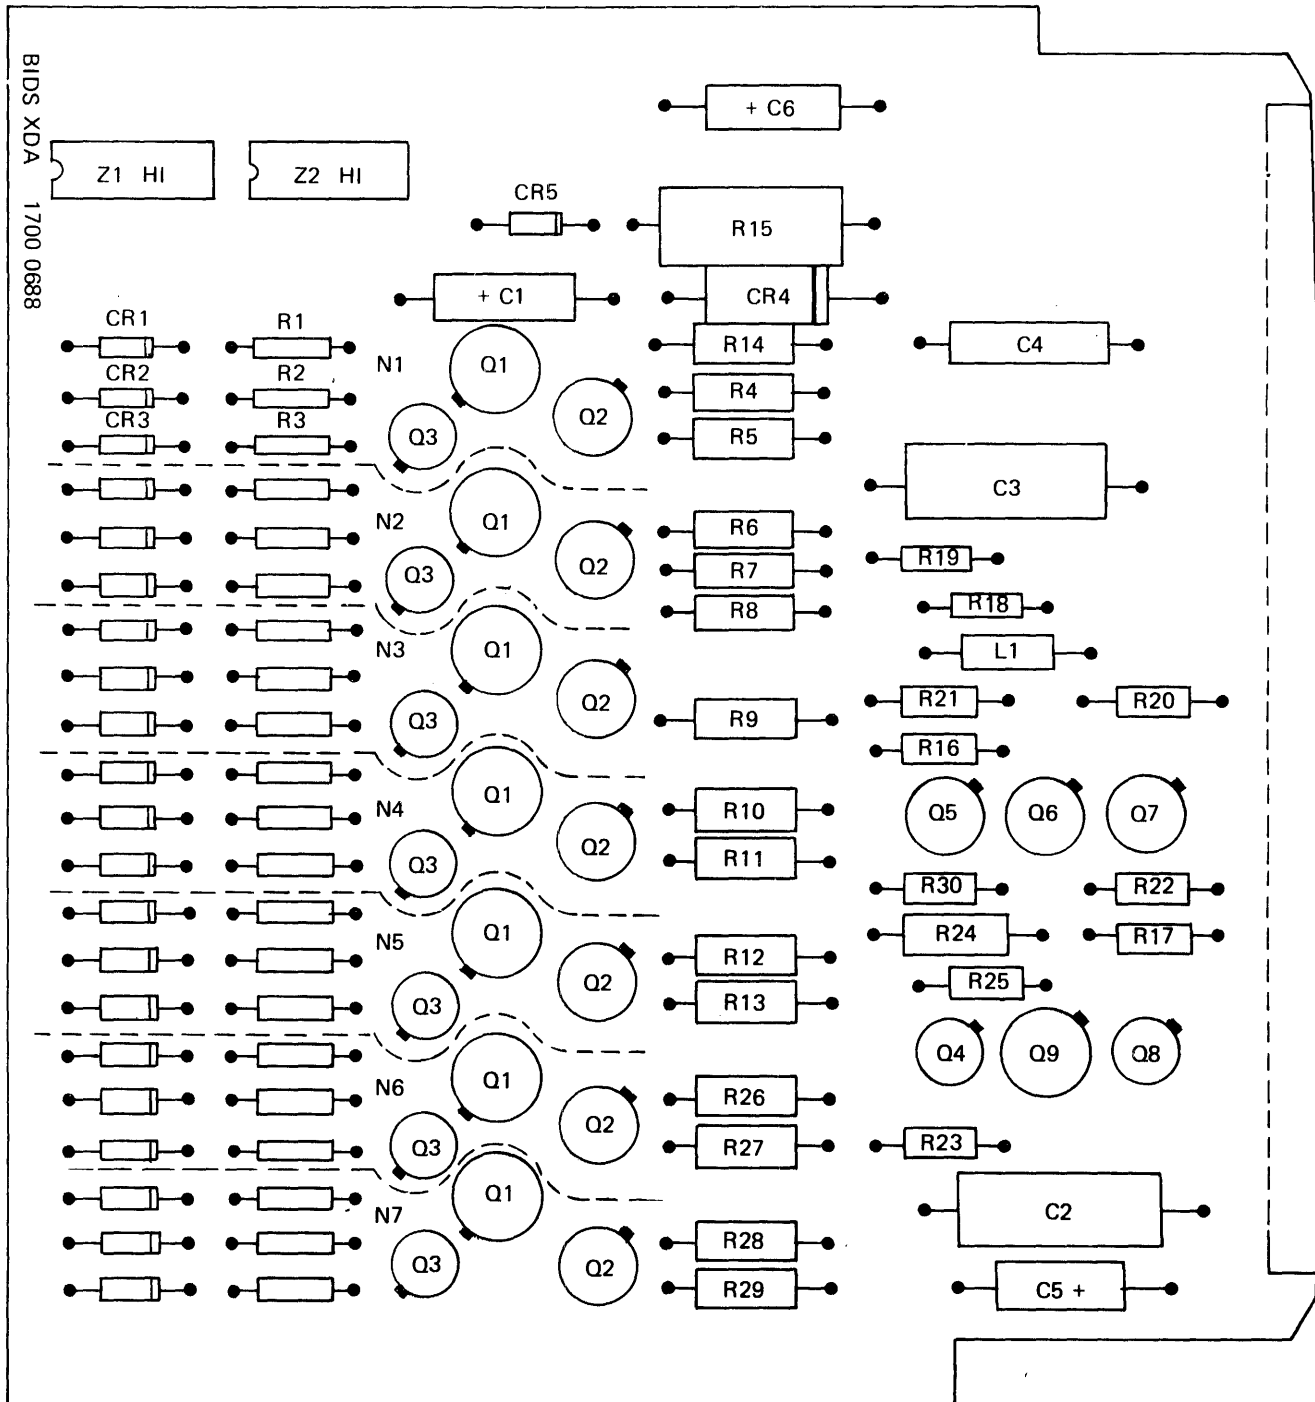 BIDS XDA 1700 0688
+ C6
Z1 HI
Z2 HI
CR5
R15
+ C1
CR4
CR1
R1
N1
Q1
R14
C4
CR2
R2
Q2
R4
CR3
R3
Q3
R5
C3
N2
Q1
R6
Q3
Q2
R7
R19
R8
R18
N3
Q1
L1
Q3
Q2
R9
R21
R20
R16
N4
Q1
R10
Q5
Q6
Q7
Q3
Q2
R11
R30
R22
N5
Q1
R12
R24
R17
Q3
Q2
R13
R25
N6
Q1
R26
Q4
Q9
Q8
Q3
Q2
R27
R23
N7
Q1
C2
Q3
Q2
R28
R29
C5 +